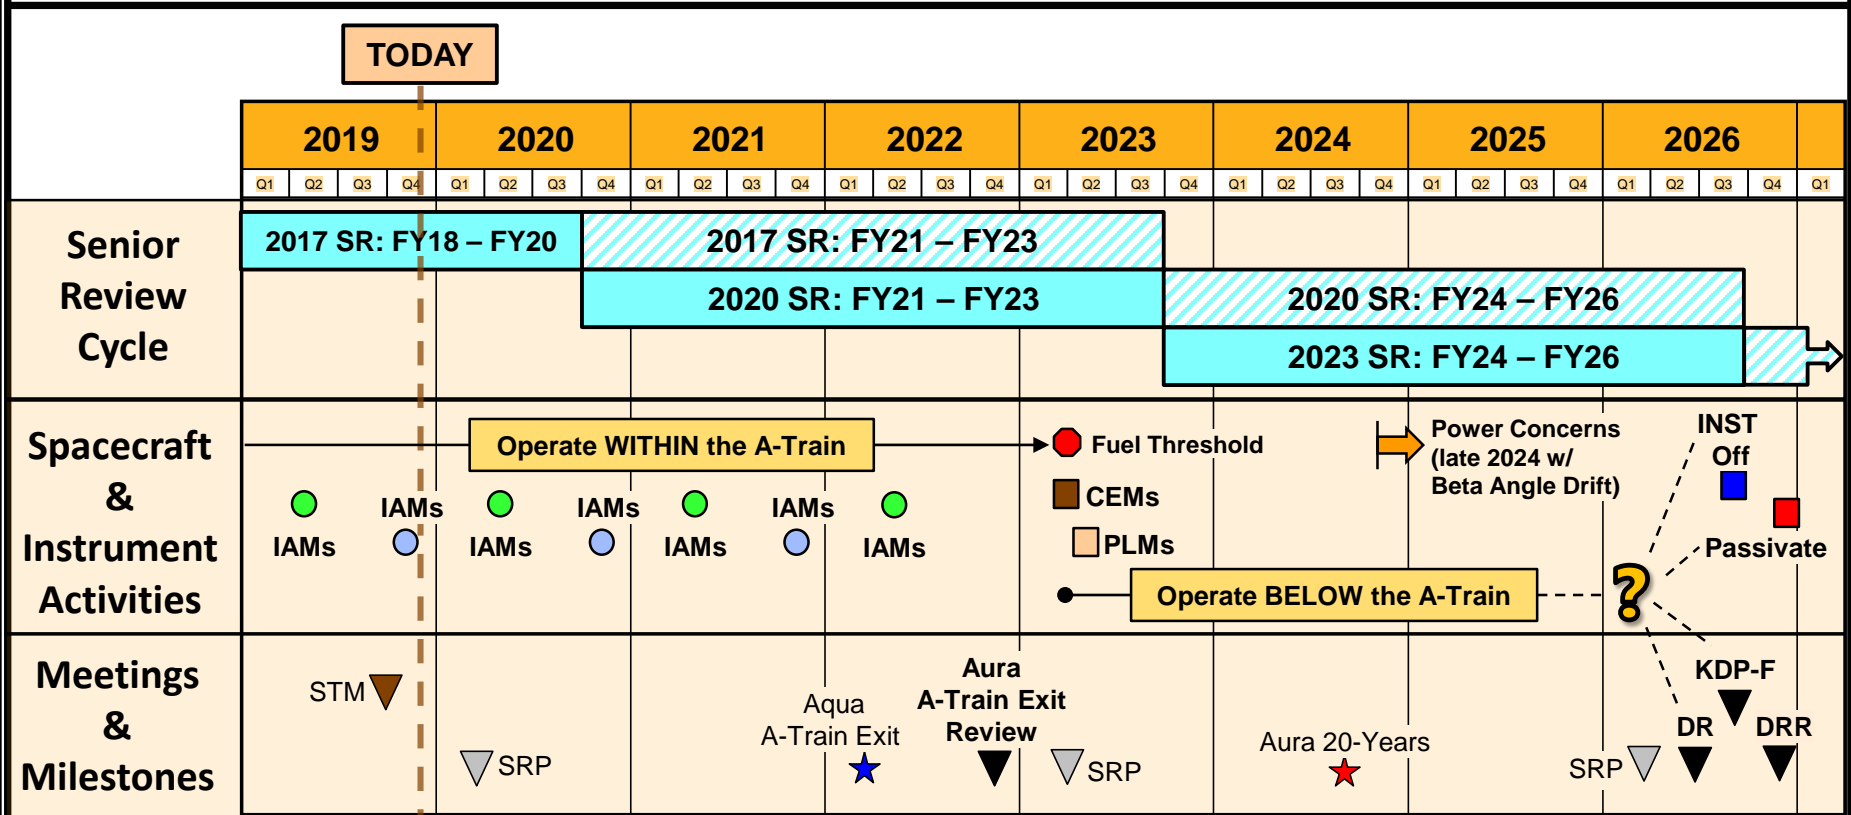 TODAY
2019 2020 2021 2022 2023 2024 2025 2026
Q1 Q2 Q3 Q4 Q1 Q2 Q3 Q4 Q1 Q2 Q3 Q4 Q1 Q2 Q3 Q4 Q1 Q2 Q3 Q4 Q1 Q2 Q3 Q4 Q1 Q2 Q3 Q4 Q1 Q2 Q3 Q4 Q1
Senior
Review
Cycle
2017 SR: FY18 – FY20
2017 SR: FY21 – FY23
2020 SR: FY21 – FY23
2020 SR: FY24 – FY26
2023 SR: FY24 – FY26
Spacecraft
&
Instrument
Activities
Operate WITHIN the A-Train
Fuel Threshold
Power Concerns
(late 2024 w/
Beta Angle Drift)
INST
Off
IAMs
IAMs
IAMs
IAMs
IAMs
IAMs
IAMs
CEMs
PLMs
Passivate
Operate BELOW the A-Train
?
Meetings
&
Milestones
STM
SRP
Aqua
A-Train Exit
Aura
A-Train Exit
Review
SRP
Aura 20-Years
SRP
KDP-F
DR
DRR